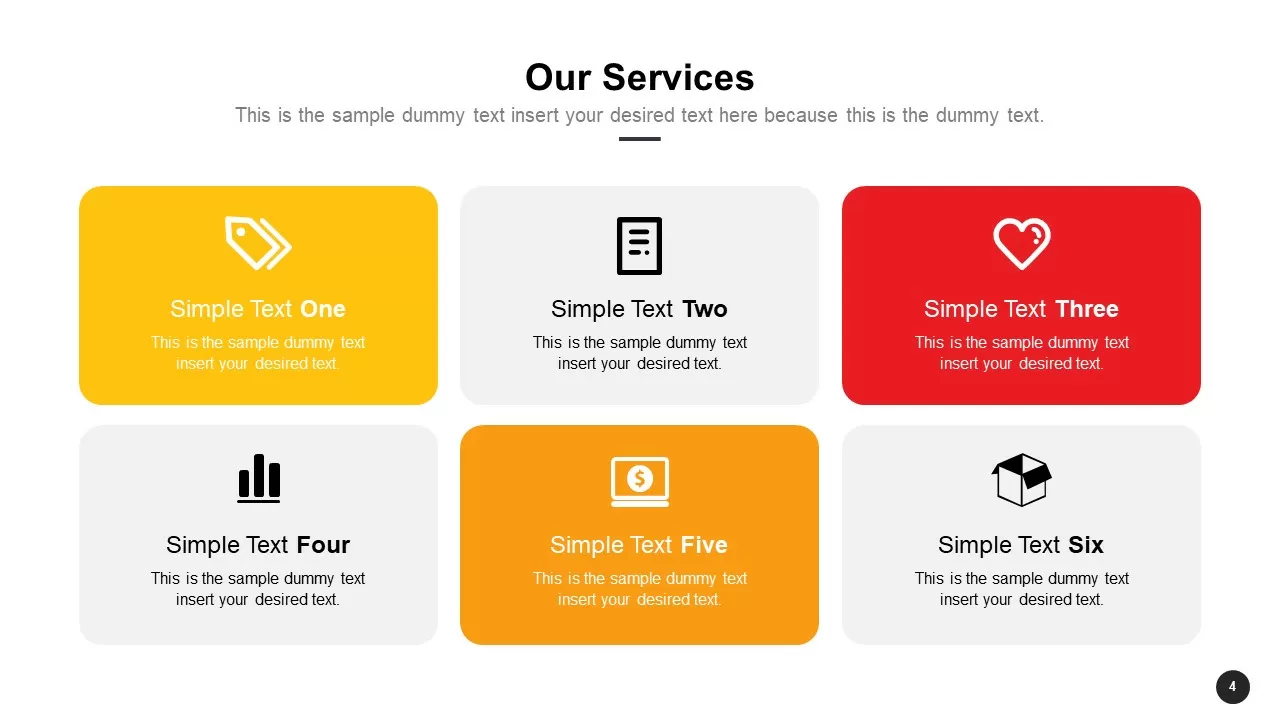 Our Services
This is the sample dummy text insert your desired text here because this is the dummy text.
Simple Text One
This is the sample dummy text
insert your desired text.
Simple Text Two
This is the sample dummy text
insert your desired text.
Simple Text Three
This is the sample dummy text
insert your desired text.
Simple Text Four
This is the sample dummy text
insert your desired text.
$
Simple Text Five
This is the sample dummy text
insert your desired text.
Simple Text Six
This is the sample dummy text
insert your desired text.
4